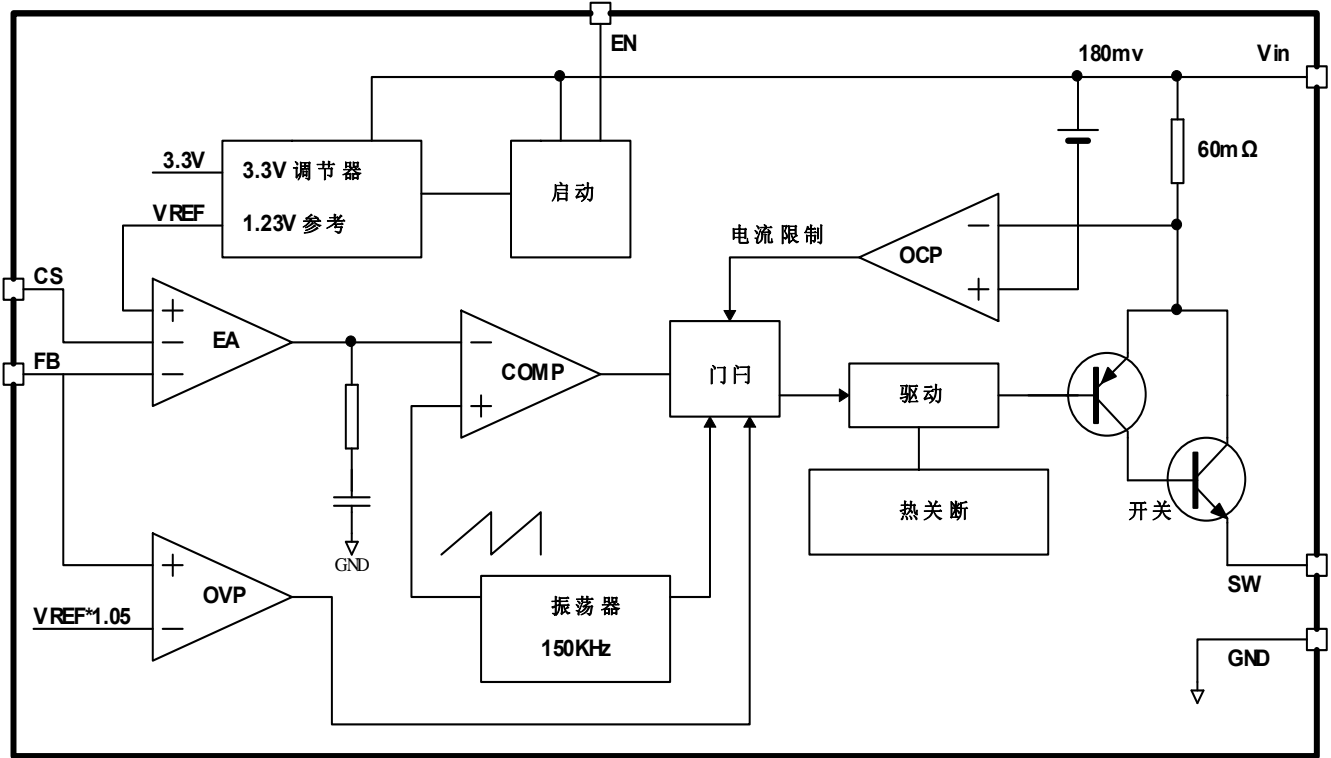 EN
180mv
Vin
3.3V
3.3V 调节器
启动
60mΩ
VREF
1.23V 参考
电流限制
OCP
CS
EA
FB
COMP
门闩
驱动
热关断
开关
GND
OVP
振荡器
SW
VREF*1.05
150KHz
GND